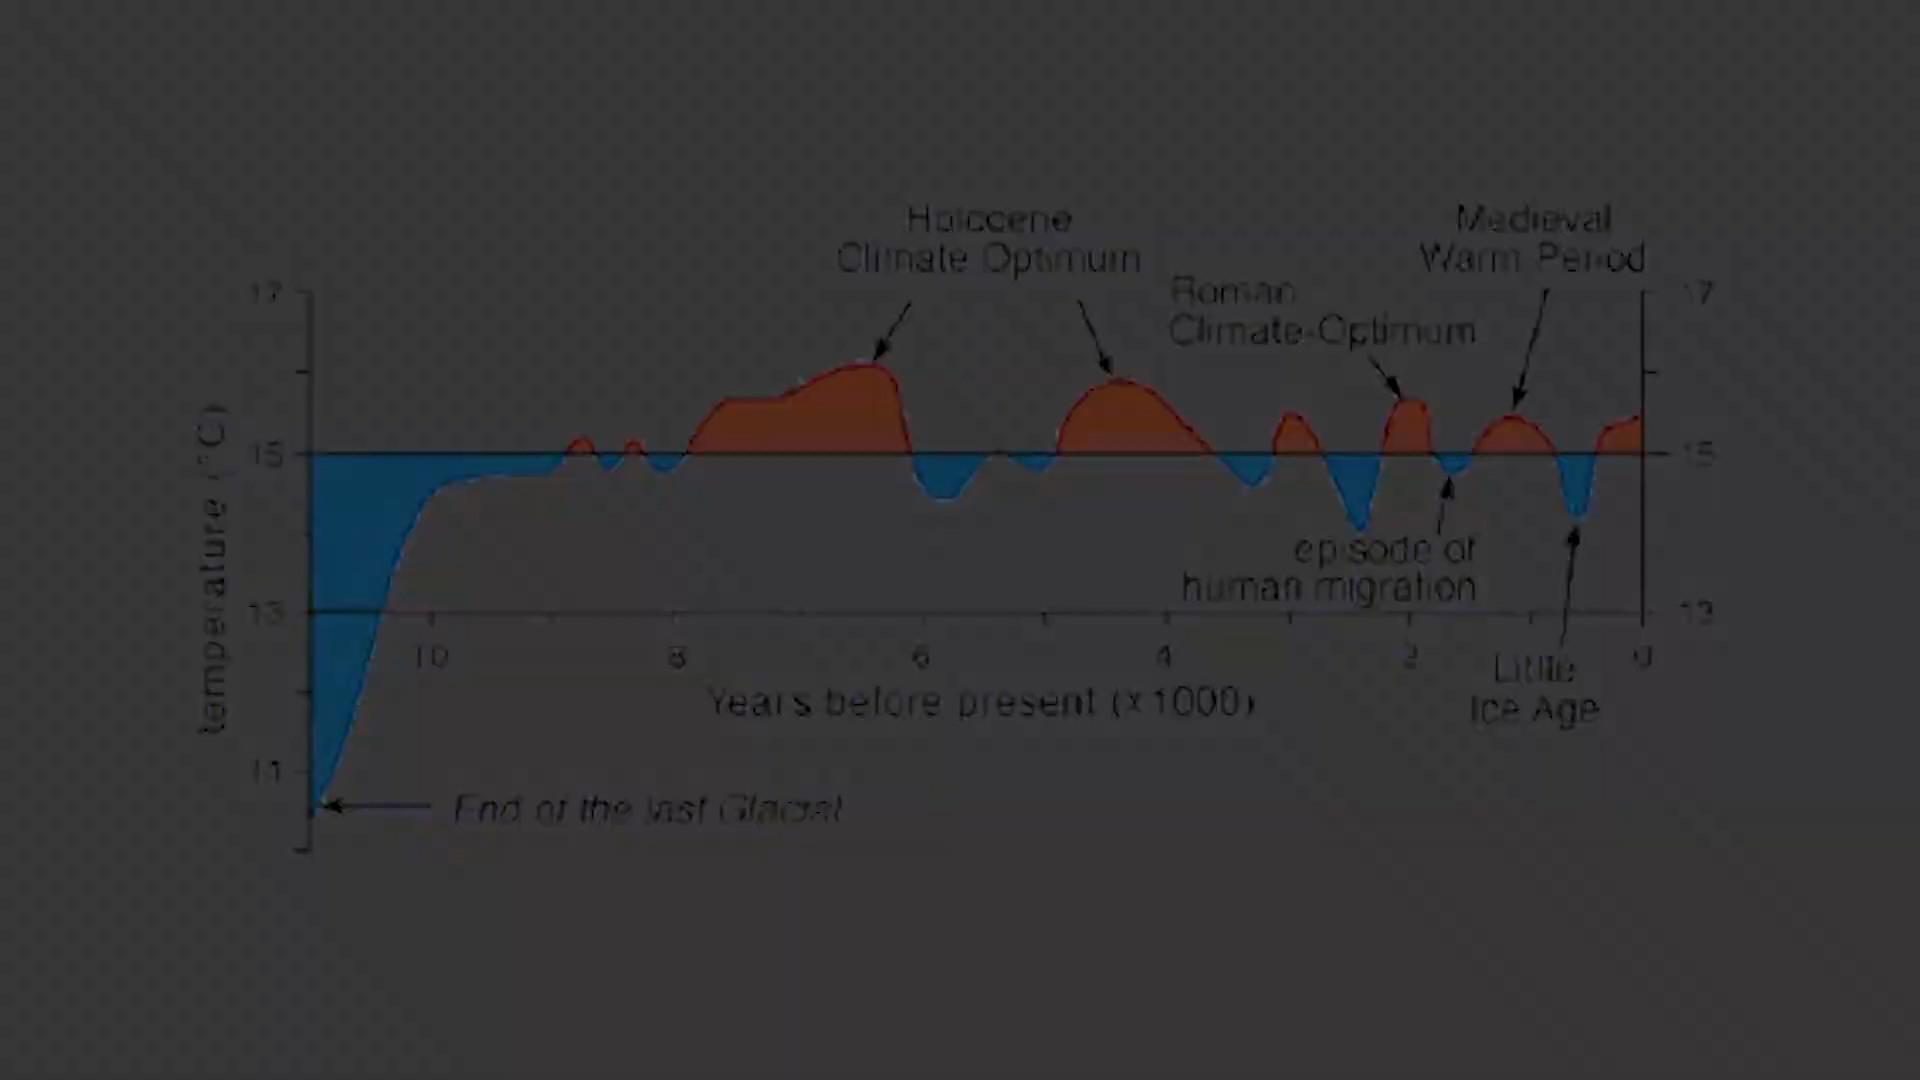 Holocene
Climate Optimum
Medieval
Warm Period
Roman
Climate-Optimum
17
17
15
15
13
13
11
temperature (°C)
episode of
human migration
10
8
6
4
2
0
Little
Ice Age
Years before present (x 1000)
End of the last Glacial